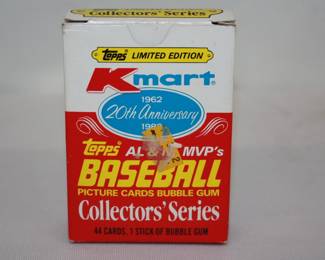 Collectors' Series
Topps LIMITED EDITION
Kmart
1962
20th Anniversary
Topps AL & MVP's
BASEBALL
PICTURE CARDS BUBBLE GUM
Collectors' Series
44 CARDS, 1 STICK OF BUBBLE GUM